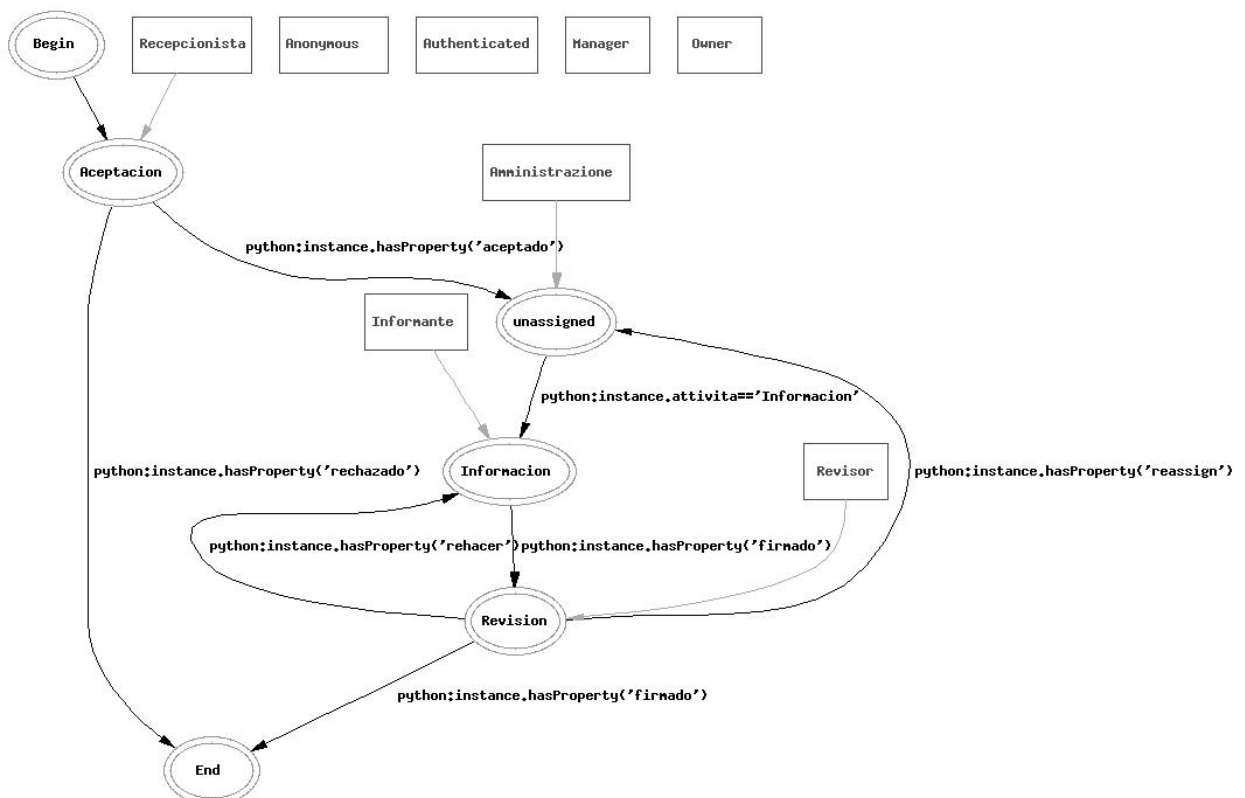 Begin
Recepcionista
Anonymous
Authenticated
Manager
Owner
Aceptacion
Amministrazione
python:instance.hasProperty('aceptado')
Informante
unassigned
python:instance.attivita=='Informacion'
python:instance.hasProperty('rechazado')
Informacion
Revisor
python:instance.hasProperty('reassign')
python:instance.hasProperty('rehacer')
python:instance.hasProperty('firmado')
Revision
python:instance.hasProperty('firmado')
End